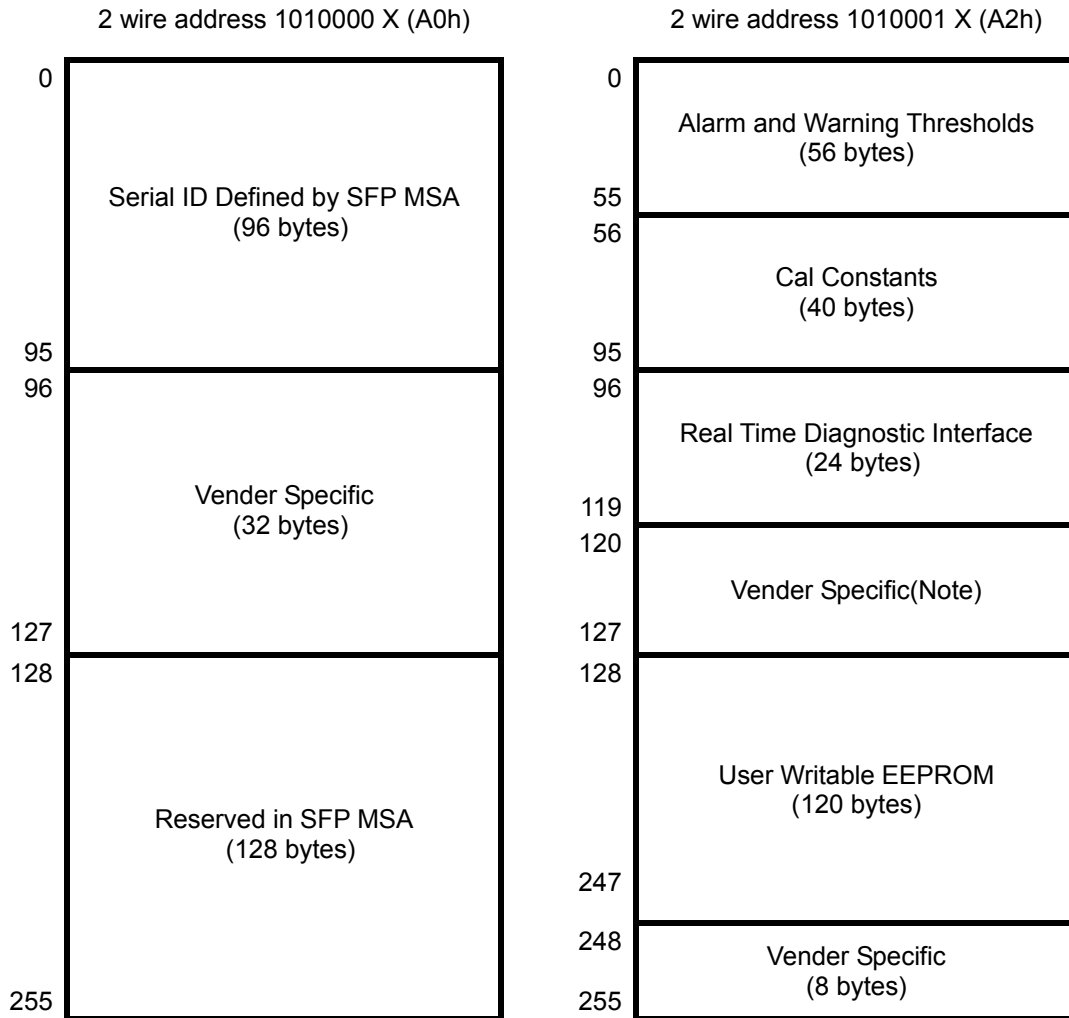 2 wire address 1010000 X (A0h)
0
Serial ID Defined by SFP MSA
(96 bytes)
95
96
Vender Specific
(32 bytes)
127
128
Reserved in SFP MSA
(128 bytes)
255
2 wire address 1010001 X (A2h)
0
Alarm and Warning Thresholds
(56 bytes)
55
56
Cal Constants
(40 bytes)
95
96
Real Time Diagnostic Interface
(24 bytes)
119
120
Vender Specific(Note)
127
128
User Writable EEPROM
(120 bytes)
247
248
Vender Specific
(8 bytes)
255